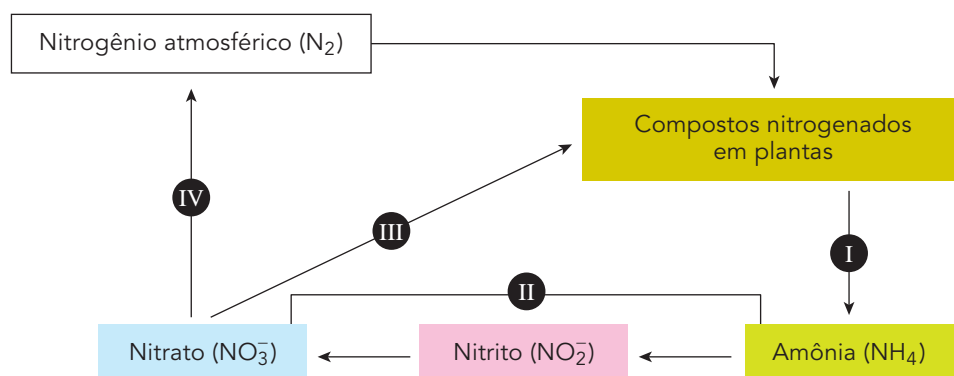 Nitrogênio atmosférico (N₂)
Compostos nitrogenados
em plantas
IV
III
I
II
Nitrato (NO₃⁻)
Nitrito (NO₂⁻)
Amônia (NH₄)